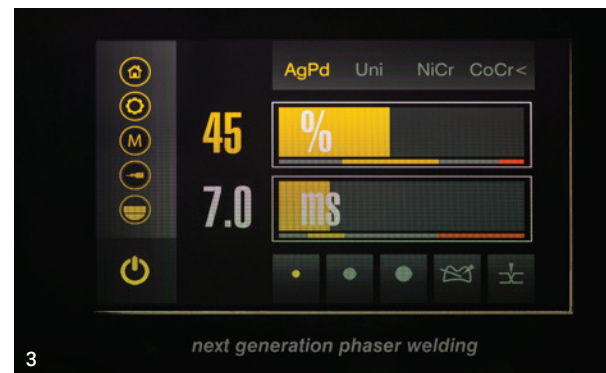 AgPd Uni NiCr CoCr<
M
45 %
7.0 ms
next generation phaser welding
3